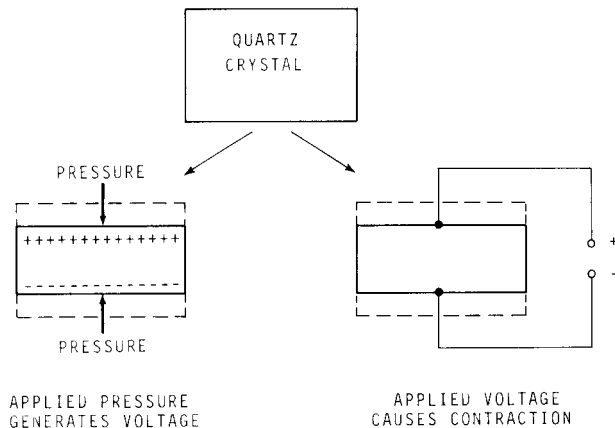 QUARTZ
CRYSTAL
PRESSURE
+++++++++++++
- - - - - - - - - - - - -
PRESSURE
+
-
APPLIED PRESSURE
GENERATES VOLTAGE
APPLIED VOLTAGE
CAUSES CONTRACTION